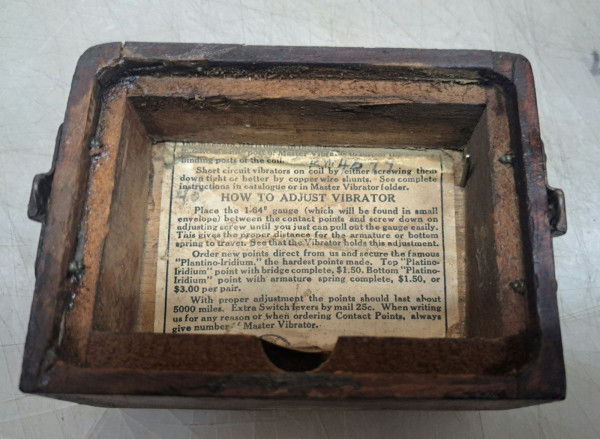 binding posts of the coil.
Short circuit vibrators on coil by either screwing them
down tight or better by copper wire shunts. See complete
instructions in catalogue or in Master Vibrator folder.
HOW TO ADJUST VIBRATOR
Place the 1-64" gauge (which will be found in small
envelope) between the contact points and screw down on
adjusting screw until you just can pull out the gauge easily.
This gives the proper distance for the armature or bottom
spring to travel. See that the Vibrator holds this adjustment.
Order new points direct from us and secure the famous
"Plantino-Iridium," the hardest points made. Top "Platino-
Iridium" point with bridge complete, $1.50. Bottom "Platino-
Iridium" point with armature spring complete, $1.50, or
$3.00 per pair.
With proper adjustment the points should last about
5000 miles. Extra Switch levers by mail 25c. When writing
us for any reason or when ordering Contact Points, always
give number Master Vibrator.